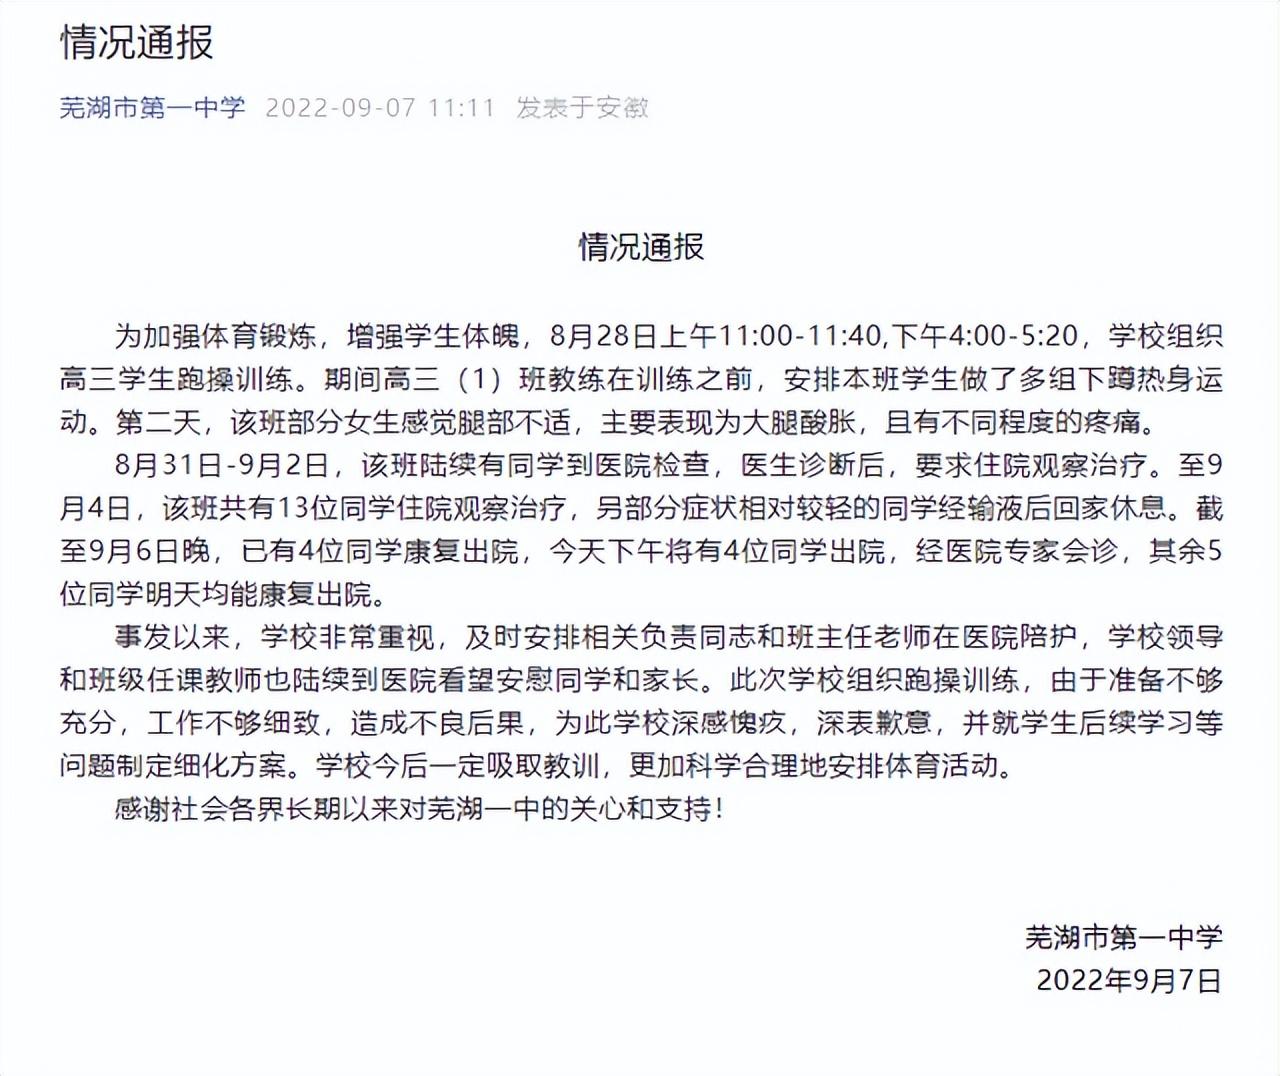 情况通报
芜湖市第一中学 2022-09-07 11:11 发表于安徽
情况通报
为加强体育锻炼，增强学生体魄，8月28日上午11:00-11:40,下午4:00-5:20，学校组织
高三学生跑操训练。期间高三（1）班教练在训练之前，安排本班学生做了多组下蹲热身运
动。第二天，该班部分女生感觉腿部不适，主要表现为大腿酸胀，且有不同程度的疼痛。
8月31日-9月2日，该班陆续有同学到医院检查，医生诊断后，要求住院观察治疗。至9
月4日，该班共有13位同学住院观察治疗，另部分症状相对较轻的同学经输液后回家休息。截
至9月6日晚，已有4位同学康复出院，今天下午将有4位同学出院，经医院专家会诊，其余5
位同学明天均能康复出院。
事发以来，学校非常重视，及时安排相关负责同志和班主任老师在医院陪护，学校领导
和班级任课教师也陆续到医院看望安慰同学和家长。此次学校组织跑操训练，由于准备不够
充分，工作不够细致，造成不良后果，为此学校深感愧疚，深表歉意，并就学生后续学习等
问题制定细化方案。学校今后一定吸取教训，更加科学合理地安排体育活动。
感谢社会各界长期以来对芜湖一中的关心和支持！
芜湖市第一中学
2022年9月7日